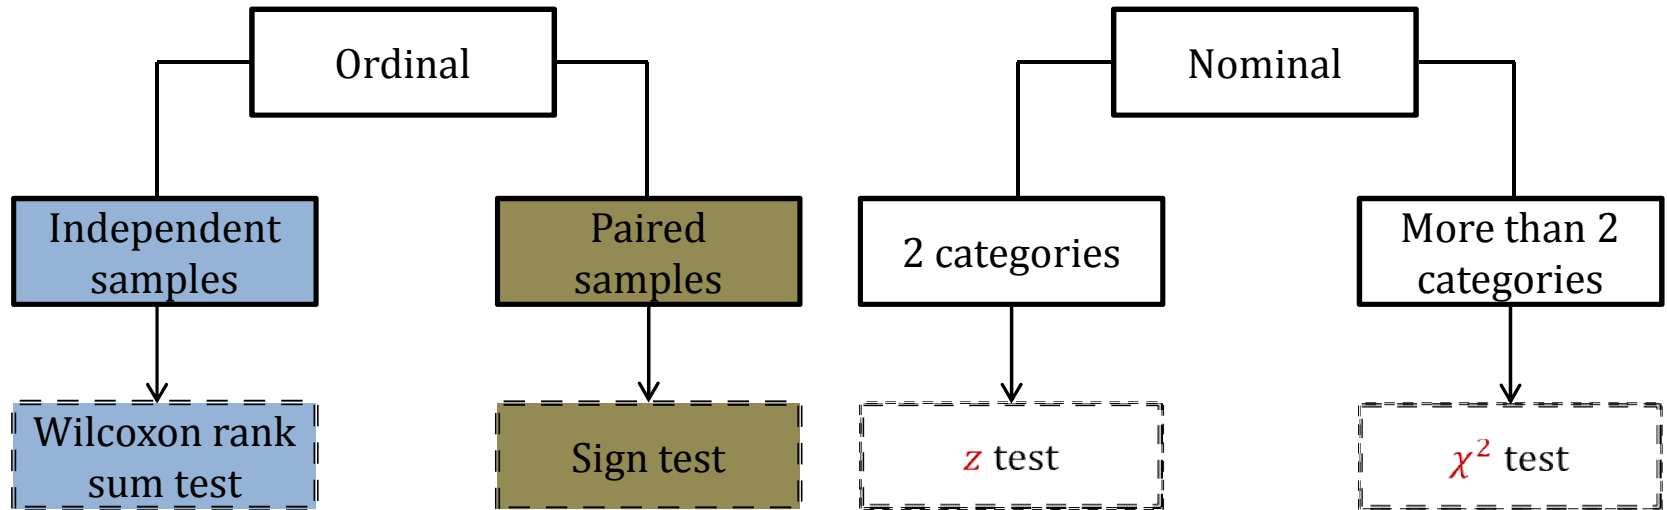 Ordinal
Nominal
Independent
samples
Paired
samples
2 categories
More than 2
categories
Wilcoxon rank
sum test
Sign test
z test
χ² test